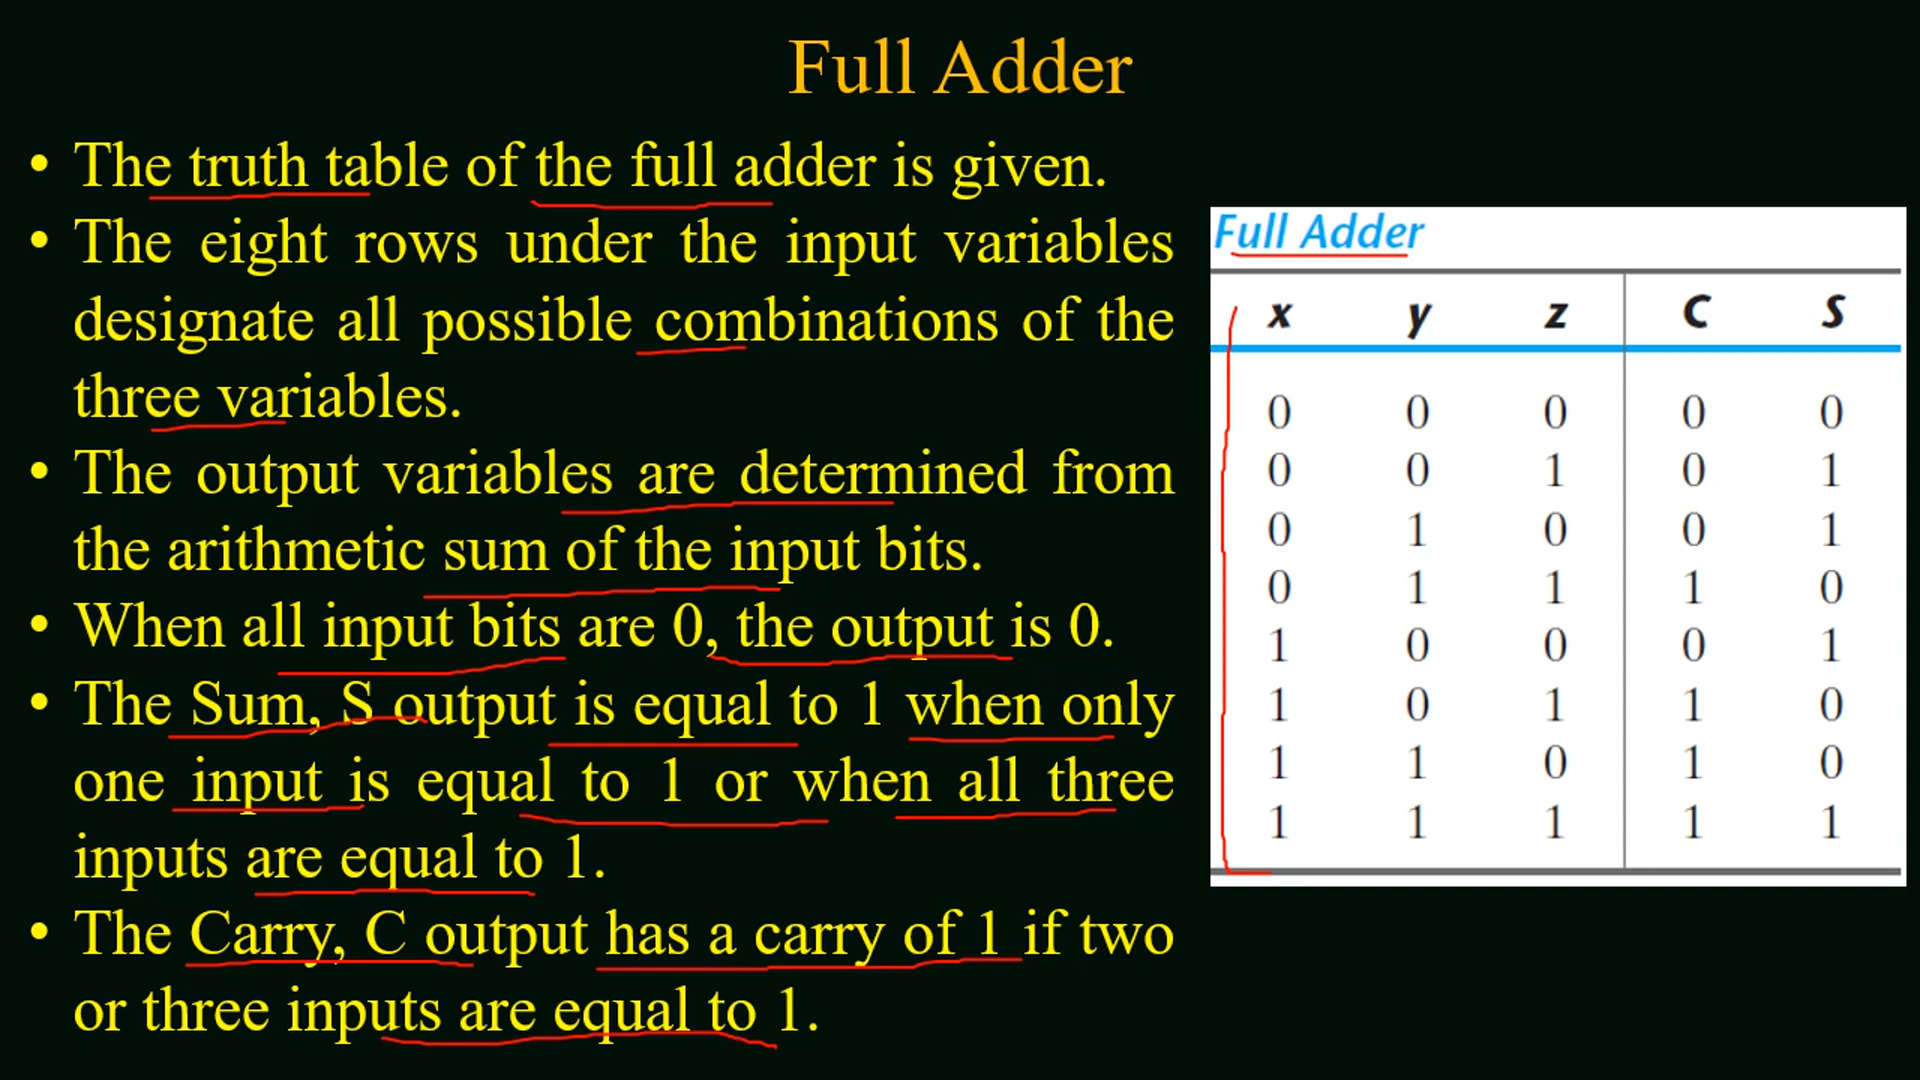 Full Adder
• The truth table of the full adder is given.
• The eight rows under the input variables
designate all possible combinations of the
three variables.
• The output variables are determined from
the arithmetic sum of the input bits.
• When all input bits are 0, the output is 0.
• The Sum, S output is equal to 1 when only
one input is equal to 1 or when all three
inputs are equal to 1.
• The Carry, C output has a carry of 1 if two
or three inputs are equal to 1.
Full Adder
x y z C S
0 0 0 0 0
0 0 1 0 1
0 1 0 0 1
0 1 1 1 0
1 0 0 0 1
1 0 1 1 0
1 1 0 1 0
1 1 1 1 1